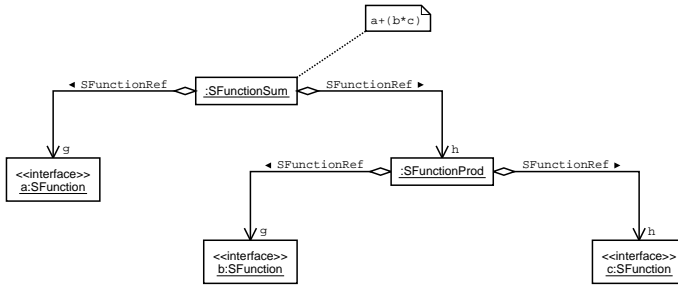 a+(b*c)
◄ SFunctionRef
:SFunctionSum
SFunctionRef ►
g
h
<<interface>>
a:SFunction
◄ SFunctionRef
:SFunctionProd
SFunctionRef ►
g
h
<<interface>>
b:SFunction
<<interface>>
c:SFunction